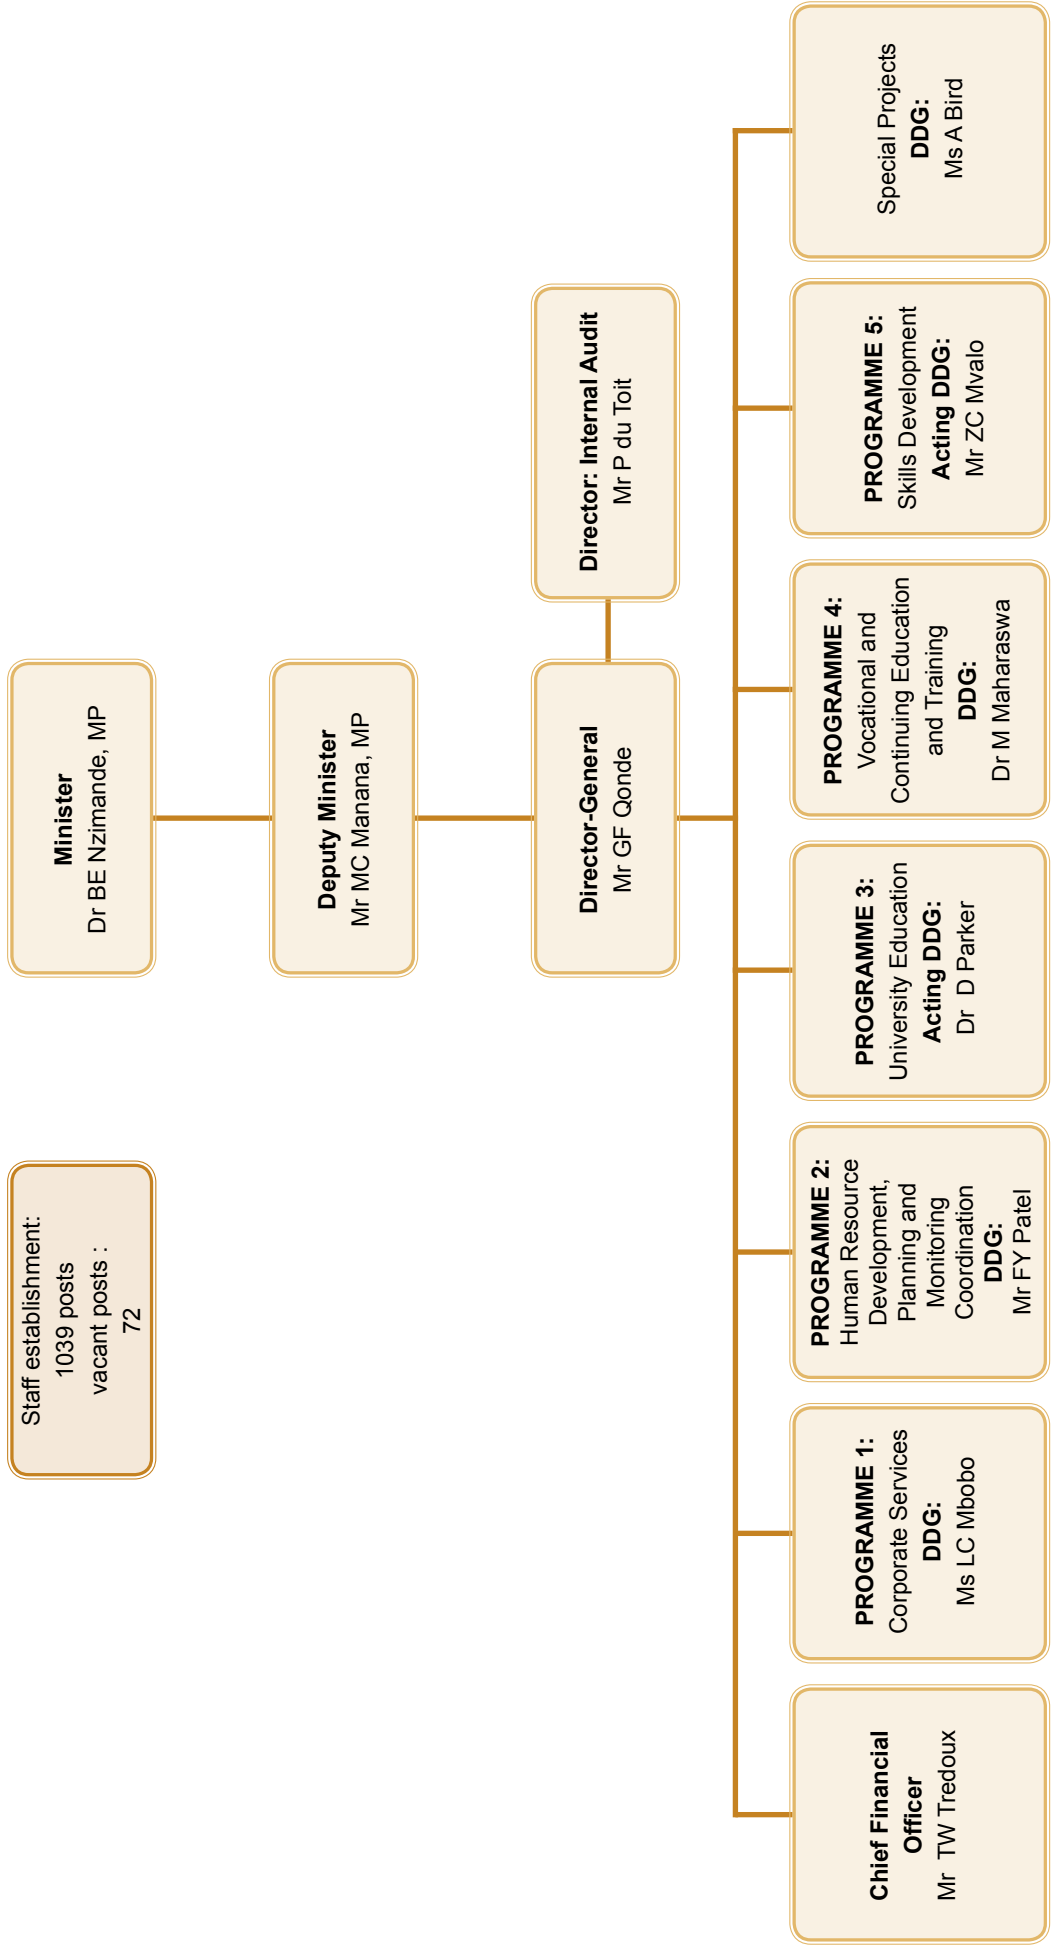 Staff establishment:
1039 posts
vacant posts :
72
Minister
Dr BE Nzimande, MP
Deputy Minister
Mr MC Manana, MP
Director-General
Mr GF Qonde
Director: Internal Audit
Mr P du Toit
Chief Financial
Officer
Mr TW Tredoux
PROGRAMME 1:
Corporate Services
DDG:
Ms LC Mbobo
PROGRAMME 2:
Human Resource
Development,
Planning and
Monitoring
Coordination
DDG:
Mr FY Patel
PROGRAMME 3:
University Education
Acting DDG:
Dr D Parker
PROGRAMME 4:
Vocational and
Continuing Education
and Training
DDG:
Dr M Maharaswa
PROGRAMME 5:
Skills Development
Acting DDG:
Mr ZC Mvalo
Special Projects
DDG:
Ms A Bird